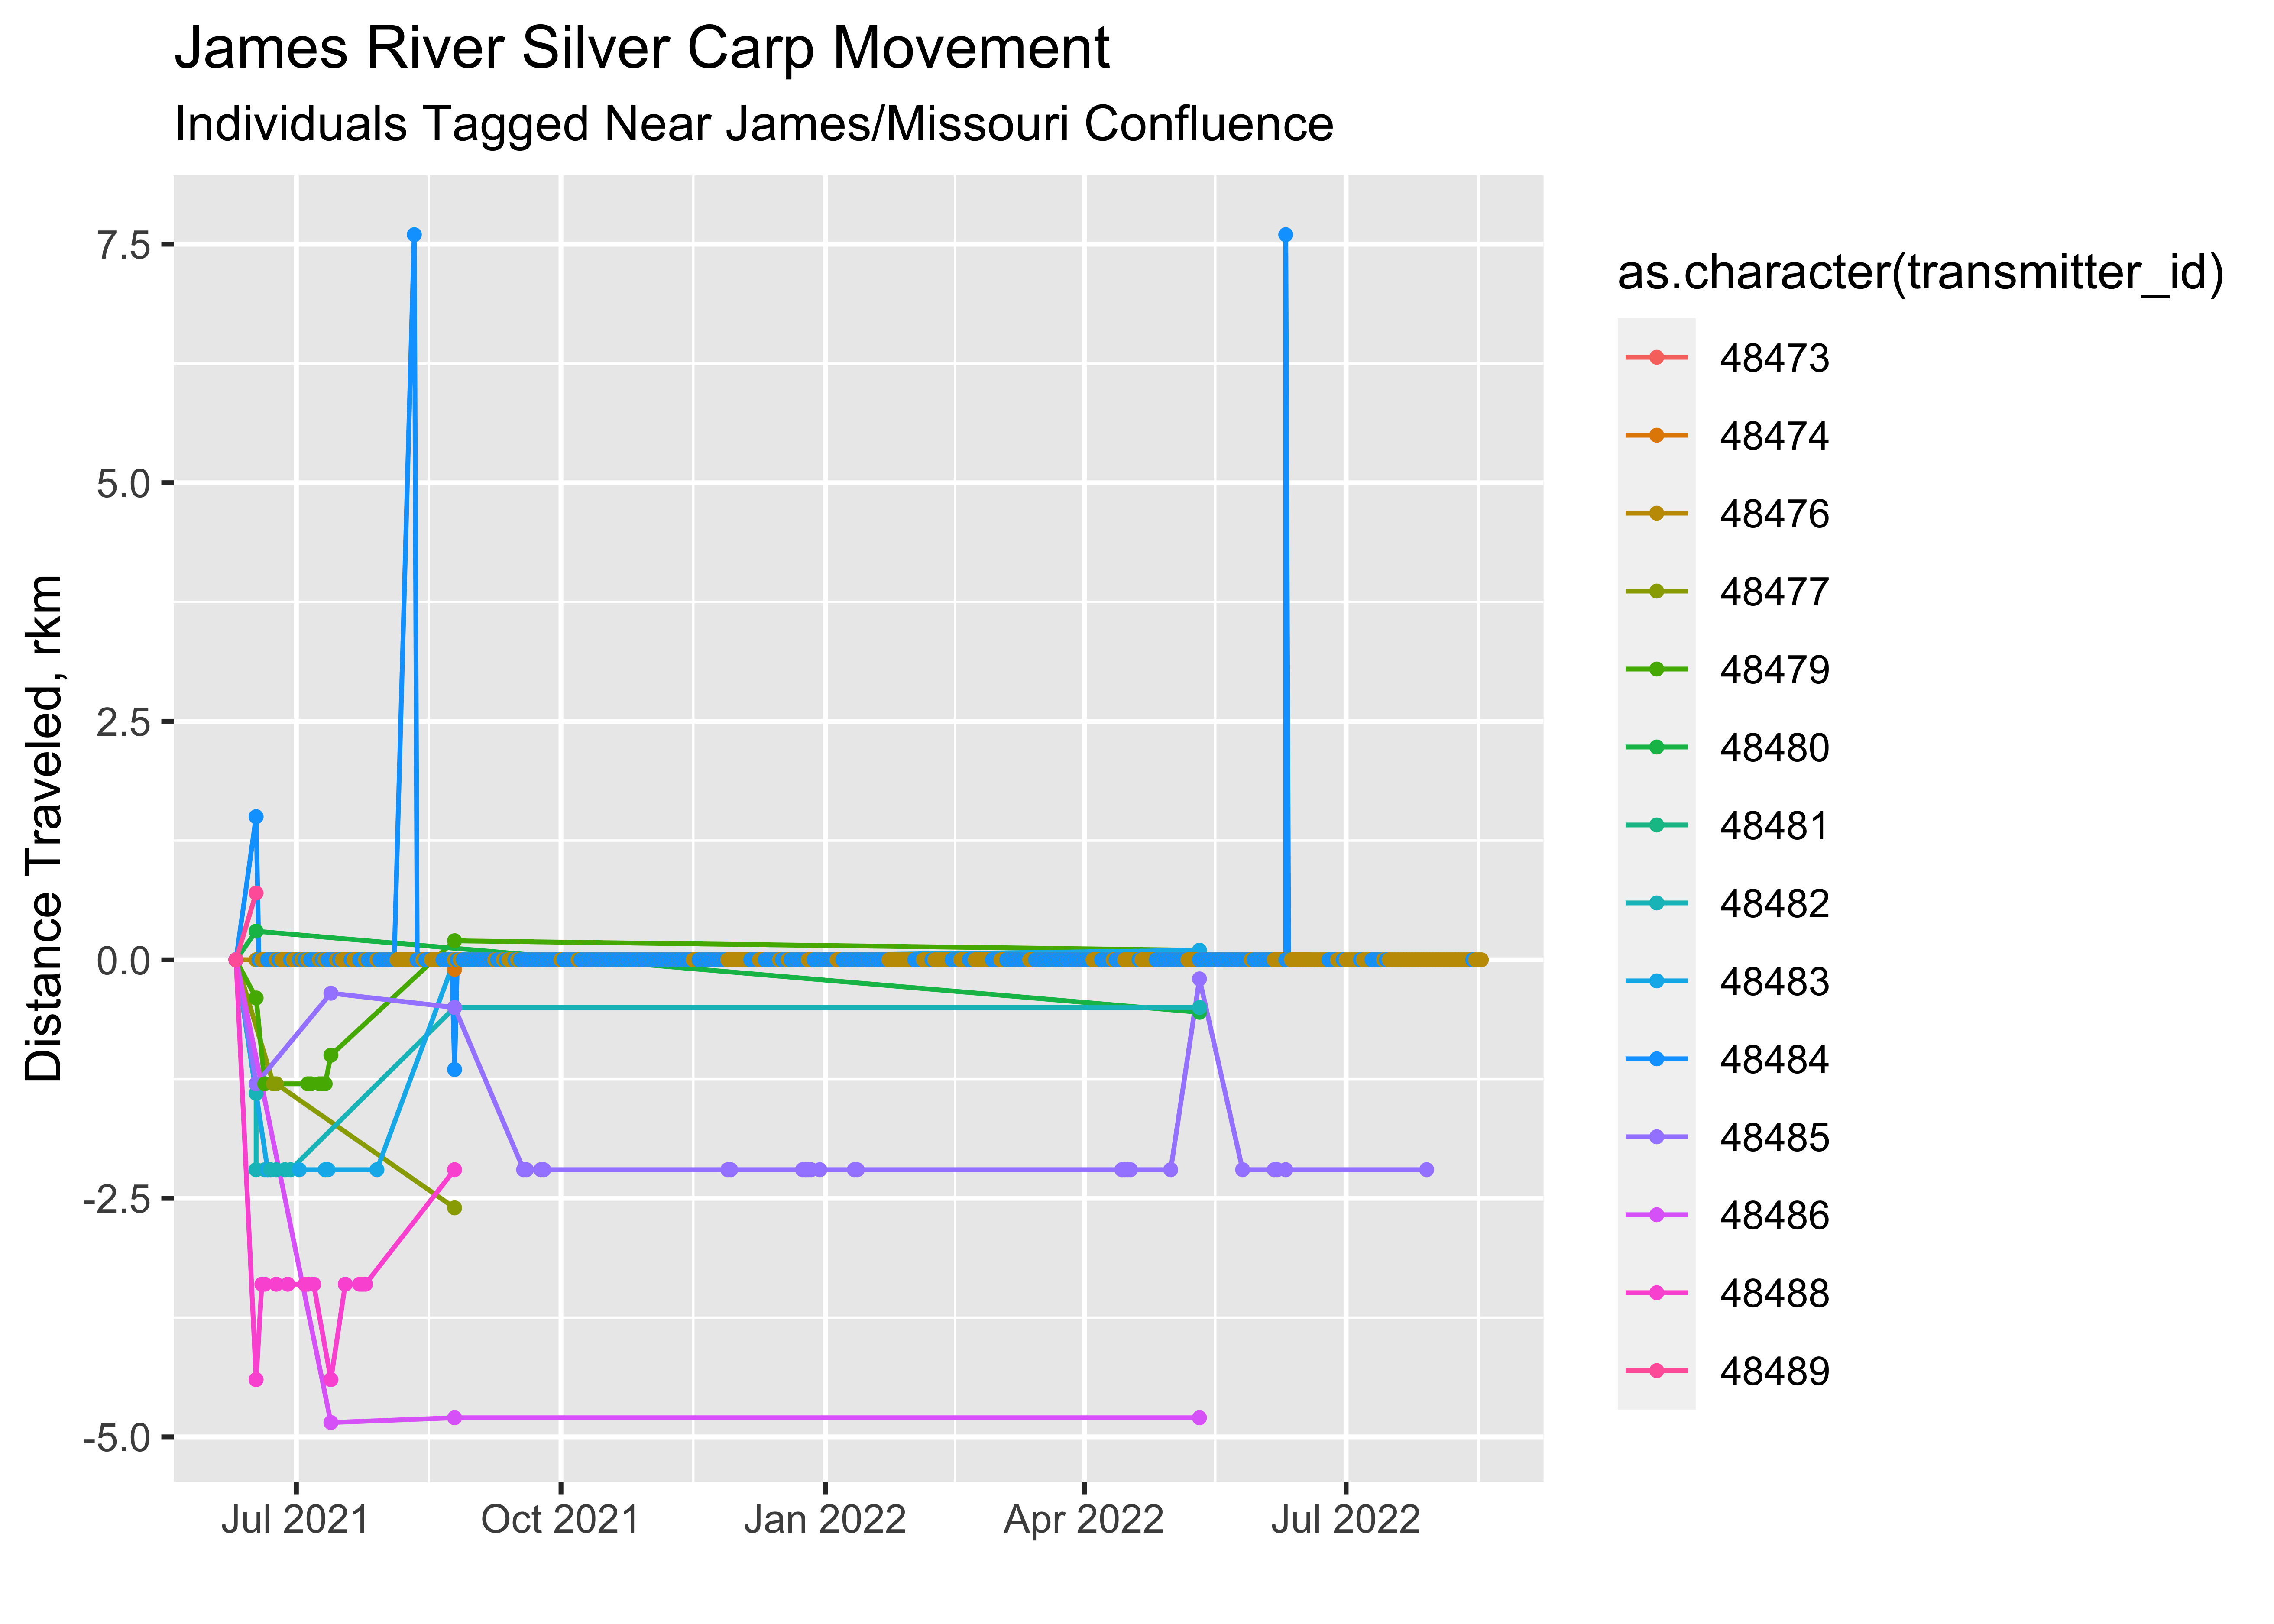 James River Silver Carp Movement
Individuals Tagged Near James/Missouri Confluence
Distance Traveled, rkm
7.5
5.0
2.5
0.0
-2.5
-5.0
Jul 2021
Oct 2021
Jan 2022
Apr 2022
Jul 2022
as.character(transmitter_id)
48473
48474
48476
48477
48479
48480
48481
48482
48483
48484
48485
48486
48488
48489